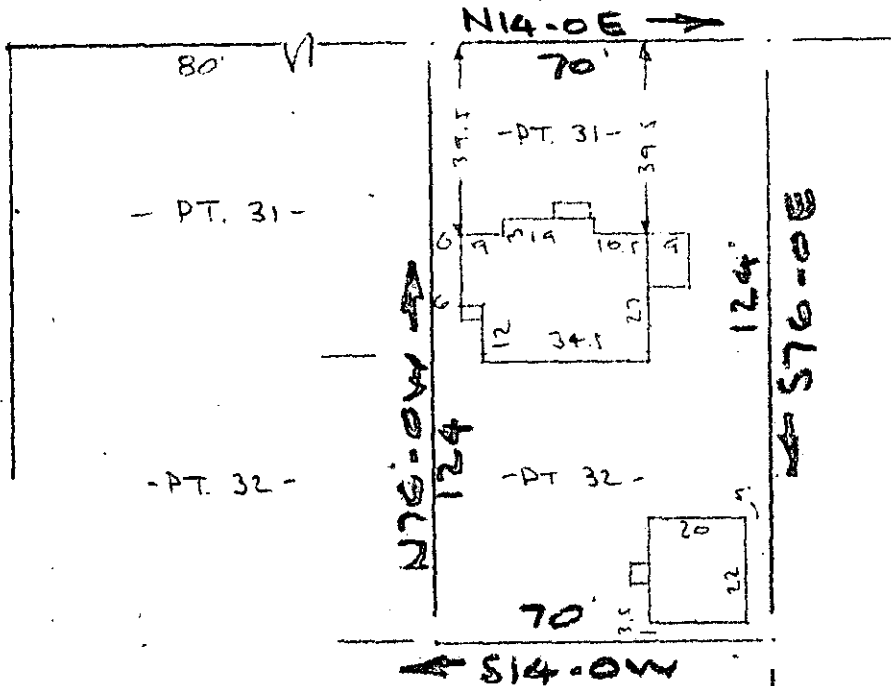 N14-0E
80'
70'
39.5
39.5
-PT. 31-
- PT. 31 -
6
9
3
19
10.5
9
6
12
34.5
27
124'
S76-0E
N76-0W
124
-PT. 32-
-PT 32-
5
20
22
3.5
70'
S14-0W